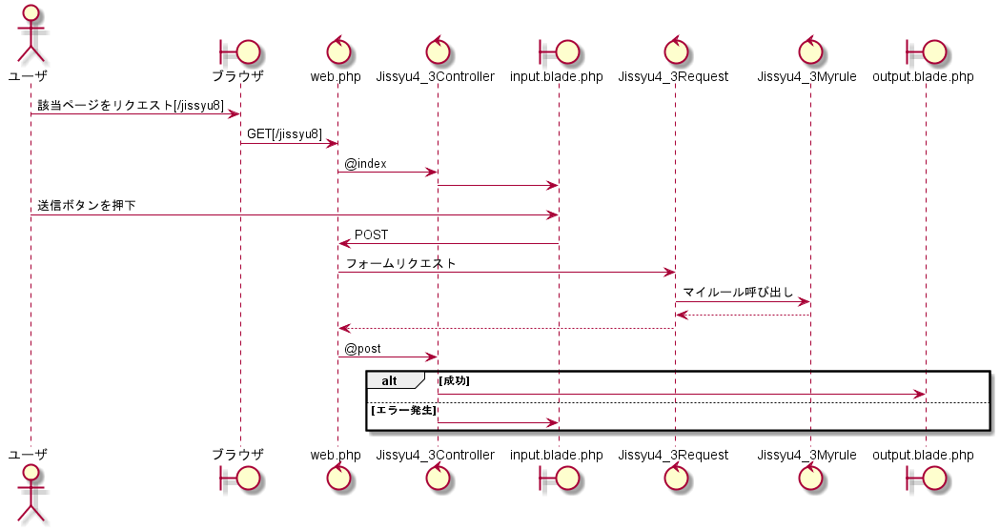 ユーザ
ブラウザ
web.php
Jissyu4_3Controller
input.blade.php
Jissyu4_3Request
Jissyu4_3Myrule
output.blade.php
該当ページをリクエスト[/jissyu8]
GET[/jissyu8]
@index
送信ボタンを押下
POST
フォームリクエスト
マイルール呼び出し
@post
alt
[成功]
[エラー発生]
ユーザ
ブラウザ
web.php
Jissyu4_3Controller
input.blade.php
Jissyu4_3Request
Jissyu4_3Myrule
output.blade.php